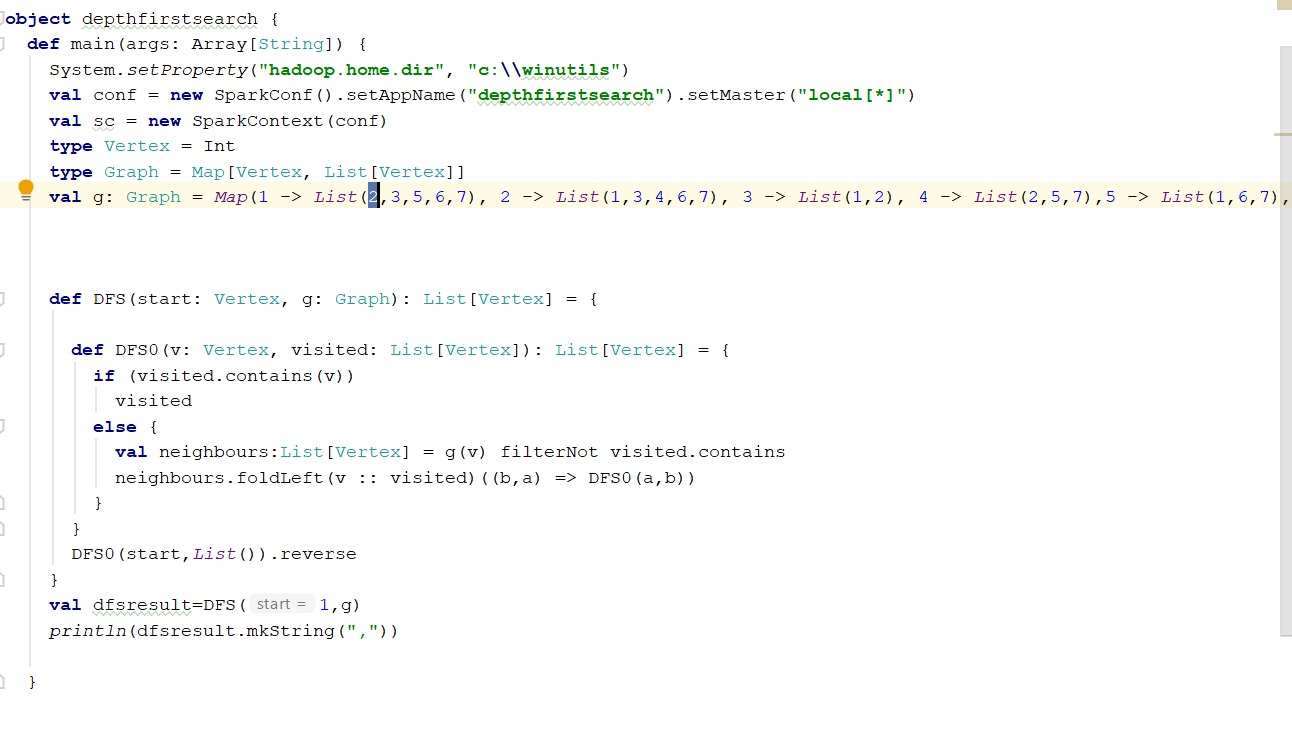 object depthfirstsearch {
def main(args: Array[String]) {
System.setProperty("hadoop.home.dir", "c:\\winutils")
val conf = new SparkConf().setAppName("depthfirstsearch").setMaster("local[*]")
val sc = new SparkContext(conf)
type Vertex = Int
type Graph = Map[Vertex, List[Vertex]]
val g: Graph = Map(1 -> List(2,3,5,6,7), 2 -> List(1,3,4,6,7), 3 -> List(1,2), 4 -> List(2,5,7),5 -> List(1,6,7),
def DFS(start: Vertex, g: Graph): List[Vertex] = {
def DFS0(v: Vertex, visited: List[Vertex]): List[Vertex] = {
if (visited.contains(v))
visited
else {
val neighbours:List[Vertex] = g(v) filterNot visited.contains
neighbours.foldLeft(v :: visited)((b,a) => DFS0(a,b))
}
}
DFS0(start,List()).reverse
}
val dfsresult=DFS( start = 1,g)
println(dfsresult.mkString(","))
}